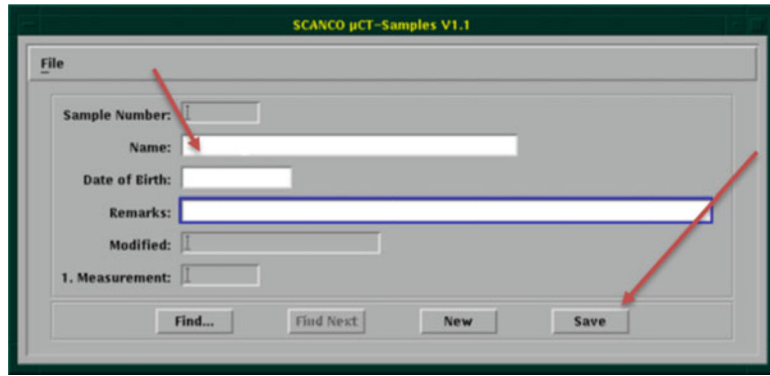 SCANCO µCT-Samples V1.1
File
Sample Number:
Name:
Date of Birth:
Remarks:
Modified:
1. Measurement:
Find... Find Next New Save